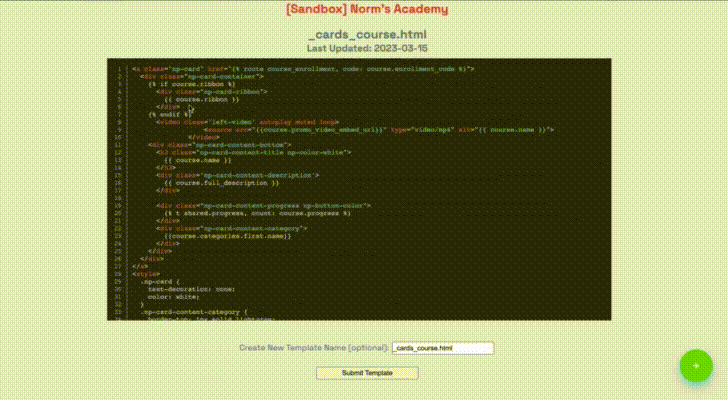 [Sandbox] Norm's Academy
_cards_course.html
Last Updated: 2023-03-15
1 <a class="np-card" href="{% route course_enrollment, code: course.enrollment_code %}">
2 <div class="np-card-container">
3 {% if course.ribbon %}
4 <div class="np-card-ribbon">
5 {{ course.ribbon }}
6 </div>
7 {% endif %}
8 <video class='left-video' autoplay muted loop>
9 <source src="{{course.promo_video_embed_url}}" type="video/mp4" alt="{{ course.name }}">
10 </video>
11 <div class="np-card-content-bottom">
12 <h3 class="np-card-content-title np-color-white">
13 {{ course.name }}
14 </h3>
15 <div class="np-card-content-description">
16 {{ course.full_description }}
17 </div>
18
19 <div class="np-card-content-progress np-button-color">
20 {% t shared.progress, count: course.progress %}
21 </div>
22 <div class="np-card-content-category">
23 {{course.categories.first.name}}
24 </div>
25 </div>
26 </div>
27 </a>
28 <style>
29 .np-card {
30 text-decoration: none;
31 color: white;
32 }
33 .np-card-content-category {
34 border-top: 1px solid lightgrey;
Create New Template Name (optional): _cards_course.html
Submit Template